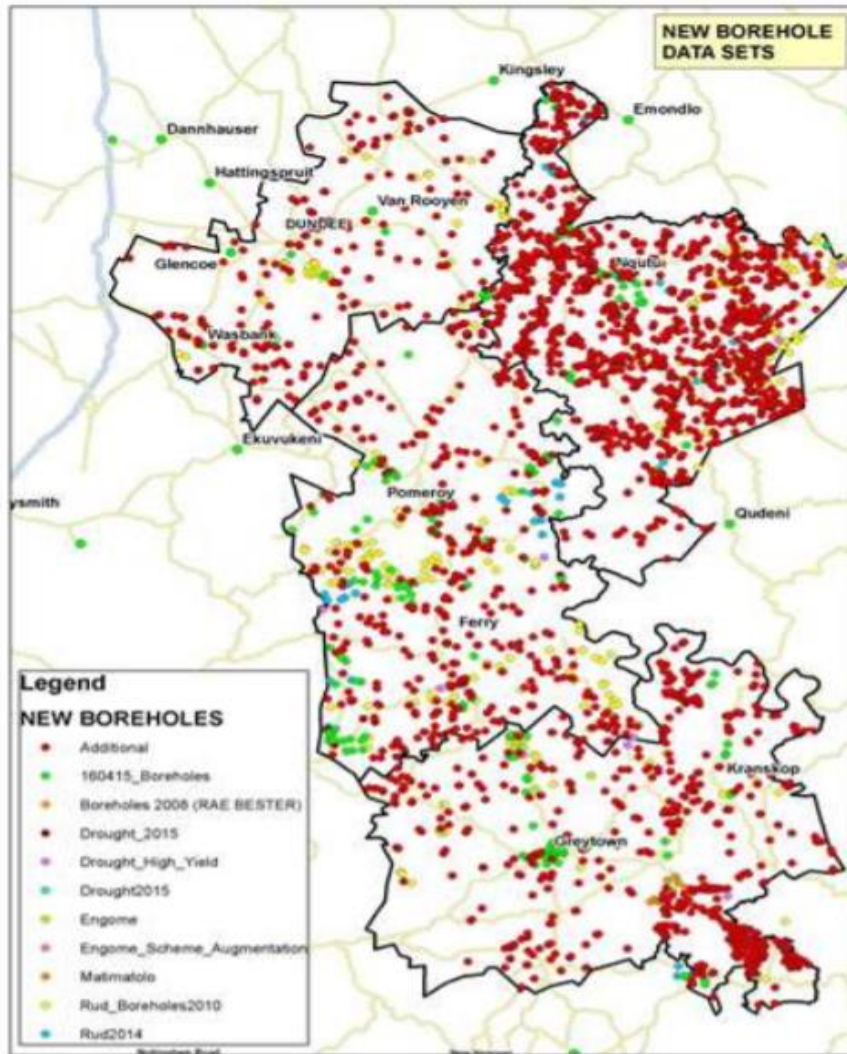 NEW BOREHOLE
DATA SETS
Kingsley
Emondlo
Dannhauser
Hattingspruit
Van Rooyen
DUNDEE
Glencoe
Nqutu
Wasbank
Ekuvukeni
Pomeroy
ysmith
Qudeni
Ferry
Kranskop
Greytown
Legend
NEW BOREHOLES
Additional
160415_Boreholes
Boreholes 2008 (RAE BESTER)
Drought_2015
Drought_High_Yield
Drought2015
Engome
Engome_Scheme_Augmentation
Matimatolo
Rud_Boreholes2010
Rud2014